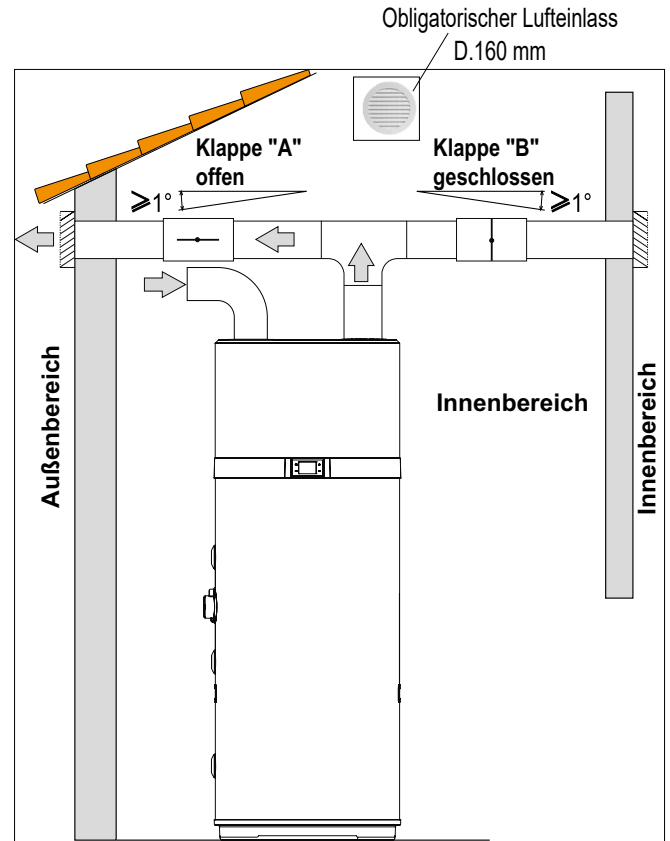 Obligatorischer Lufteinlass
D.160 mm
Klappe "A"
offen
Klappe "B"
geschlossen
⩾1°
⩾1°
Außenbereich
Innenbereich
Innenbereich